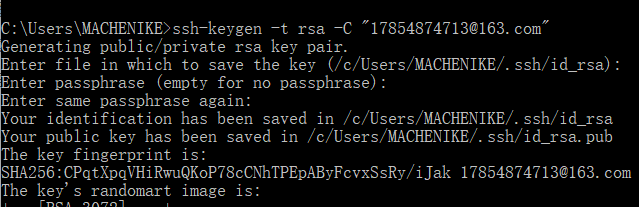 C:\Users\MACHENIKE>ssh-keygen -t rsa -C "17854874713@163.com"
Generating public/private rsa key pair.
Enter file in which to save the key (/c/Users/MACHENIKE/.ssh/id_rsa):
Enter passphrase (empty for no passphrase):
Enter same passphrase again:
Your identification has been saved in /c/Users/MACHENIKE/.ssh/id_rsa
Your public key has been saved in /c/Users/MACHENIKE/.ssh/id_rsa.pub
The key fingerprint is:
SHA256:CPqtXpqVHiRwuQKoP78cCNhTPEpAByFcvxSsRy/iJak 17854874713@163.com
The key's randomart image is:
+---[RSA 3072]----+